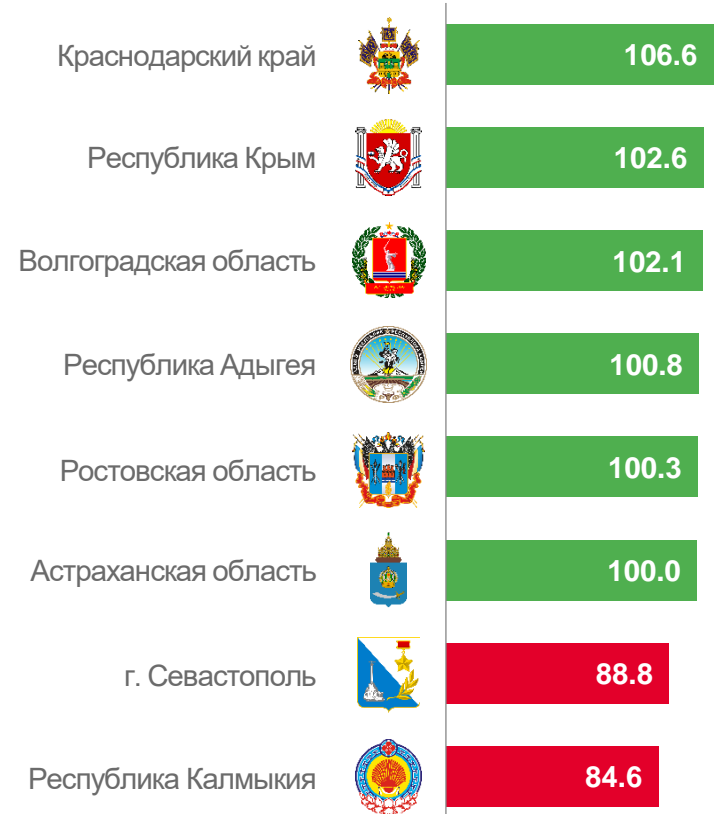 Краснодарский край 106.6
Республика Крым 102.6
Волгоградская область 102.1
Республика Адыгея 100.8
Ростовская область 100.3
Астраханская область 100.0
г. Севастополь 88.8
Республика Калмыкия 84.6